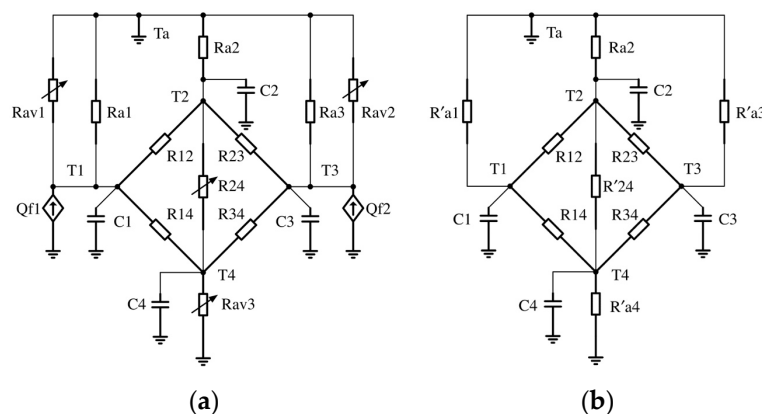 Ta
Ra2
C2
T2
Rav1
Ra1
Ra3
Rav2
R12
R23
T1
T3
R24
Qf1
C1
R14
R34
C3
Qf2
T4
C4
Rav3
(a)
Ta
Ra2
C2
T2
R′a1
R′a3
R12
R23
T1
T3
R′24
C1
R14
R34
C3
T4
C4
R′a4
(b)